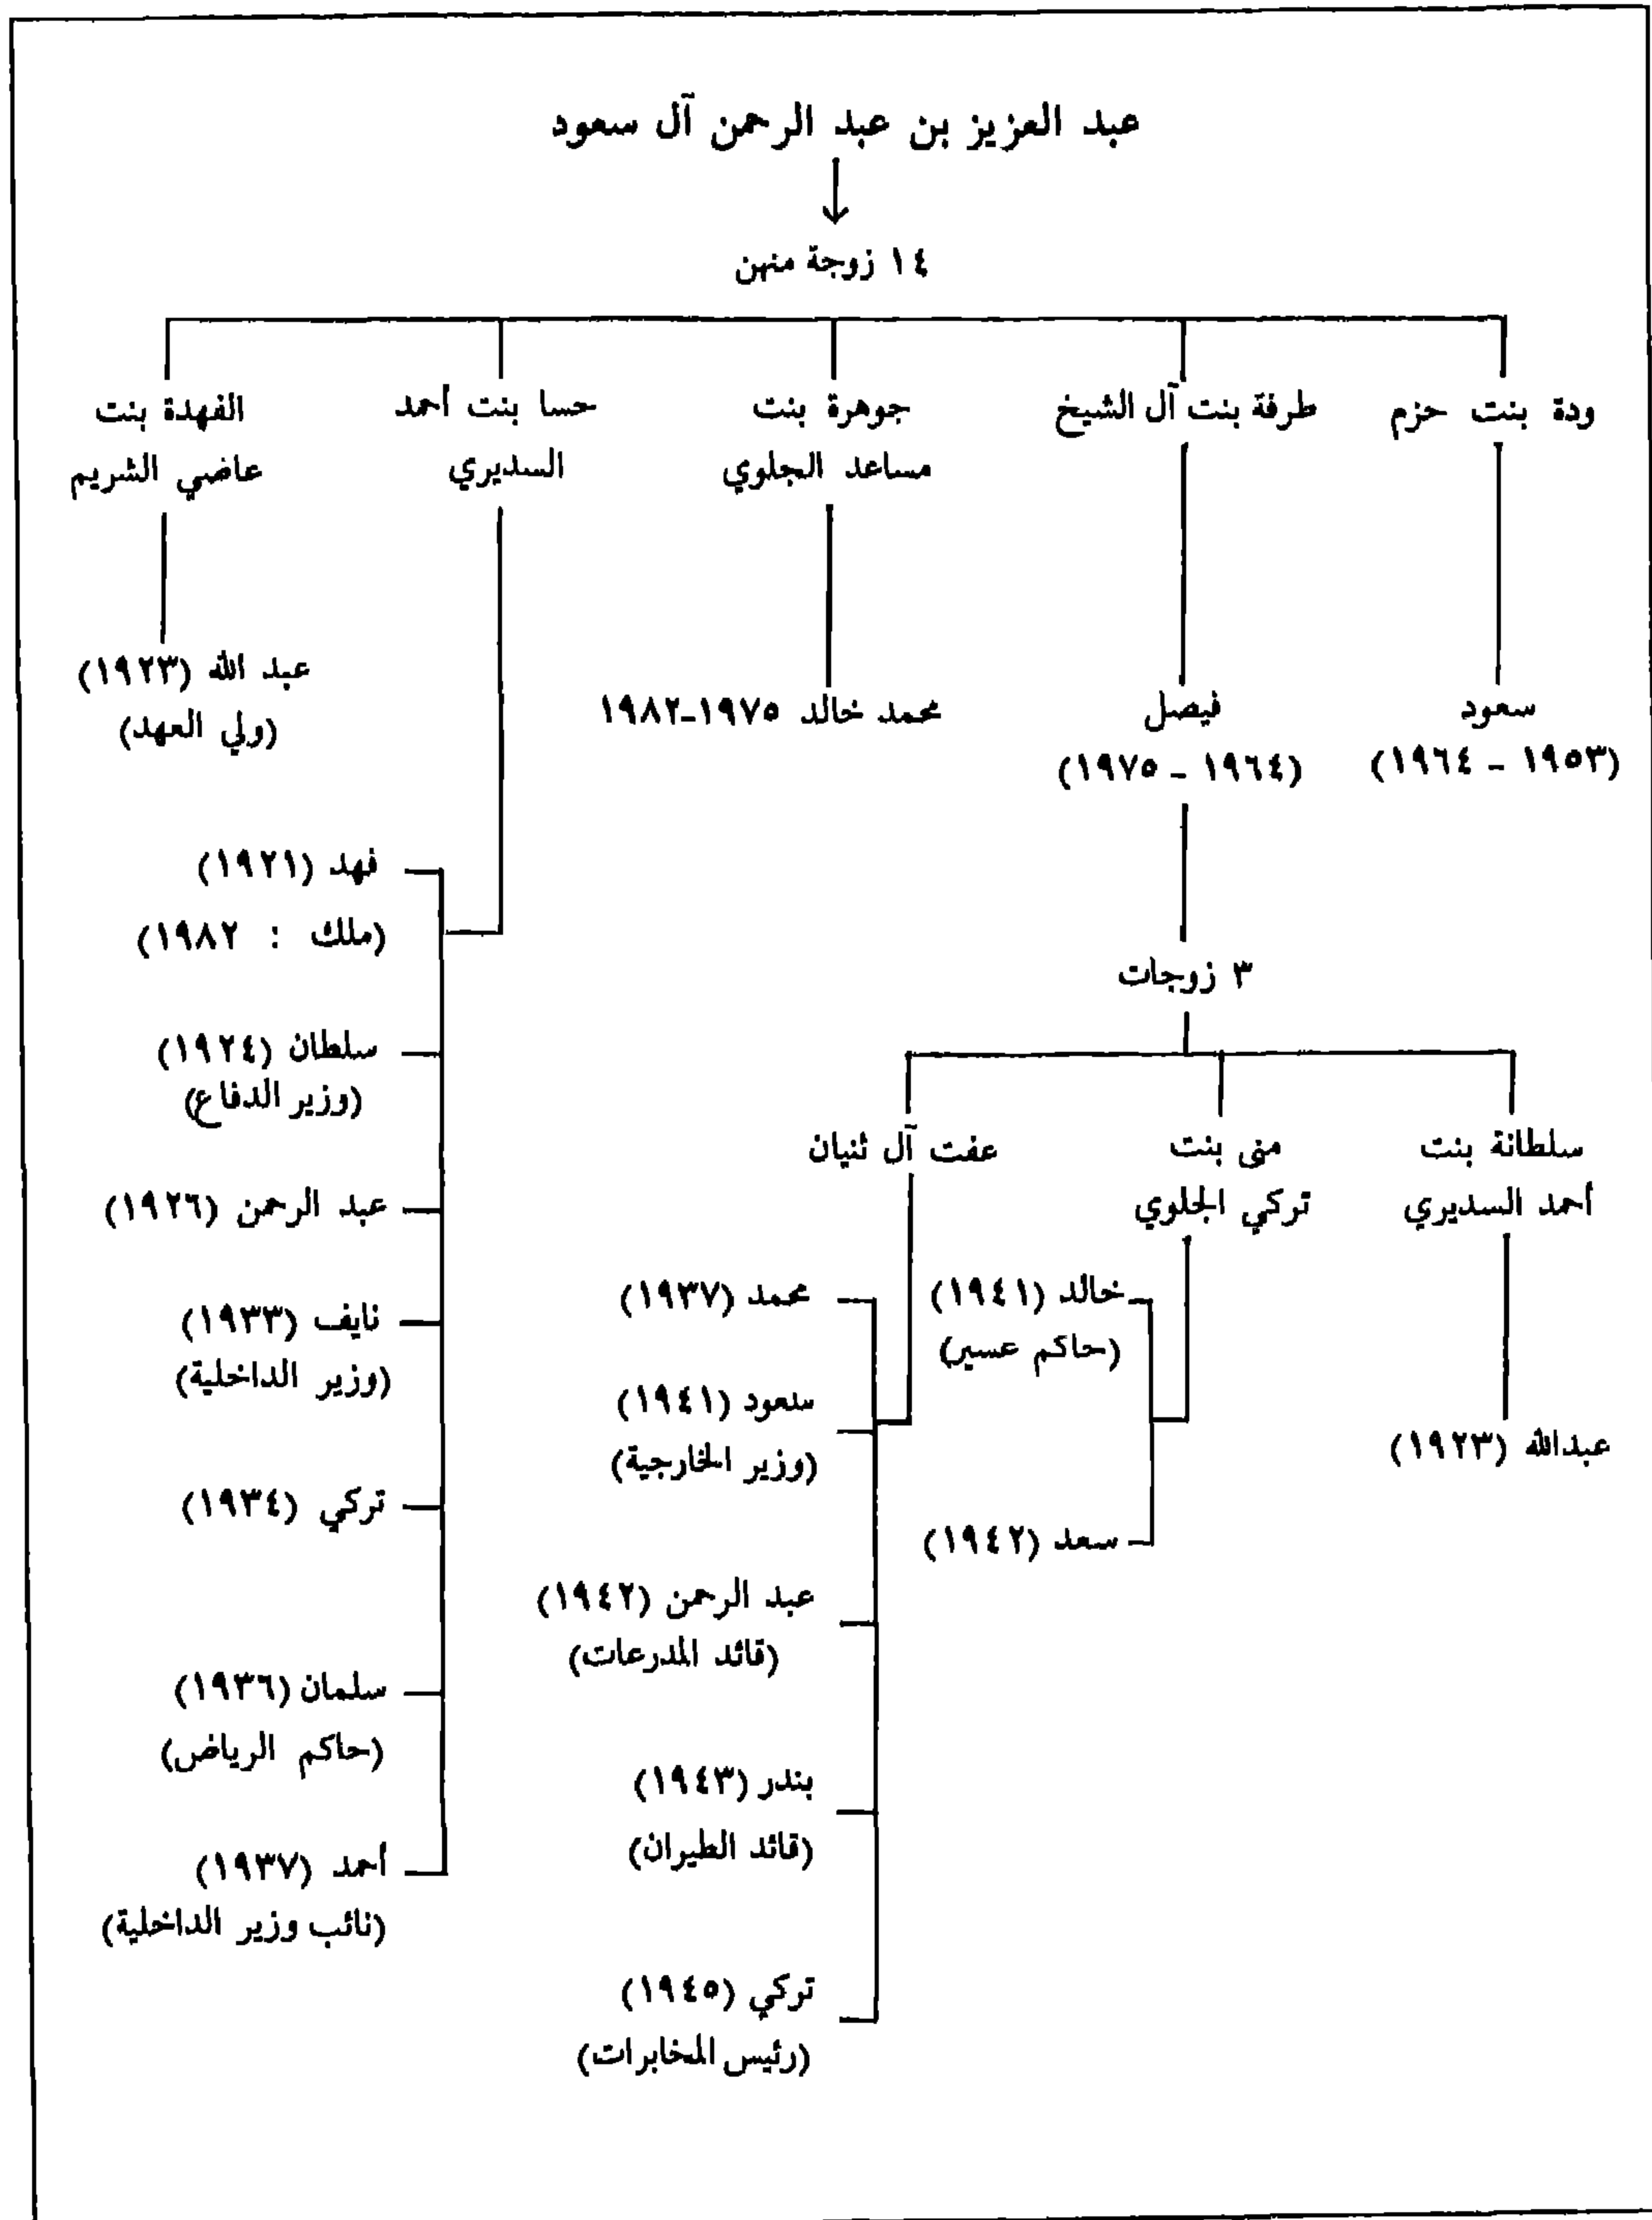 عبد العزيز بن عبد الرحمن آل سعود
١٤ زوجة منهن
ودة بنت حزم
سعود
(١٩٥٣ - ١٩٦٤)
طرفة بنت آل الشيخ
فيصل
(١٩٦٤ - ١٩٧٥)
٣ زوجات
سلطانة بنت
أحمد السديري
عبدالله (١٩٢٣)
منى بنت
تركي الجلوي
خالد (١٩٤١)
(حاكم عسير)
سعد (١٩٤٢)
عفت آل ثنيان
محمد (١٩٣٧)
سعود (١٩٤١)
(وزير الخارجية)
عبد الرحمن (١٩٤٢)
(قائد المدرعات)
بندر (١٩٤٣)
(قائد الطيران)
تركي (١٩٤٥)
(رئيس المخابرات)
جوهرة بنت
مساعد الجلوي
محمد خالد ١٩٧٥-١٩٨٢
حسا بنت أحمد
السديري
فهد (١٩٢١)
(ملك : ١٩٨٢)
سلطان (١٩٢٤)
(وزير الدفاع)
عبد الرحمن (١٩٢٦)
نايف (١٩٣٣)
(وزير الداخلية)
تركي (١٩٣٤)
سلمان (١٩٣٦)
(حاكم الرياض)
أحمد (١٩٣٧)
(نائب وزير الداخلية)
الفهدة بنت
عاضي الشريم
عبد الله (١٩٢٣)
(ولي العهد)